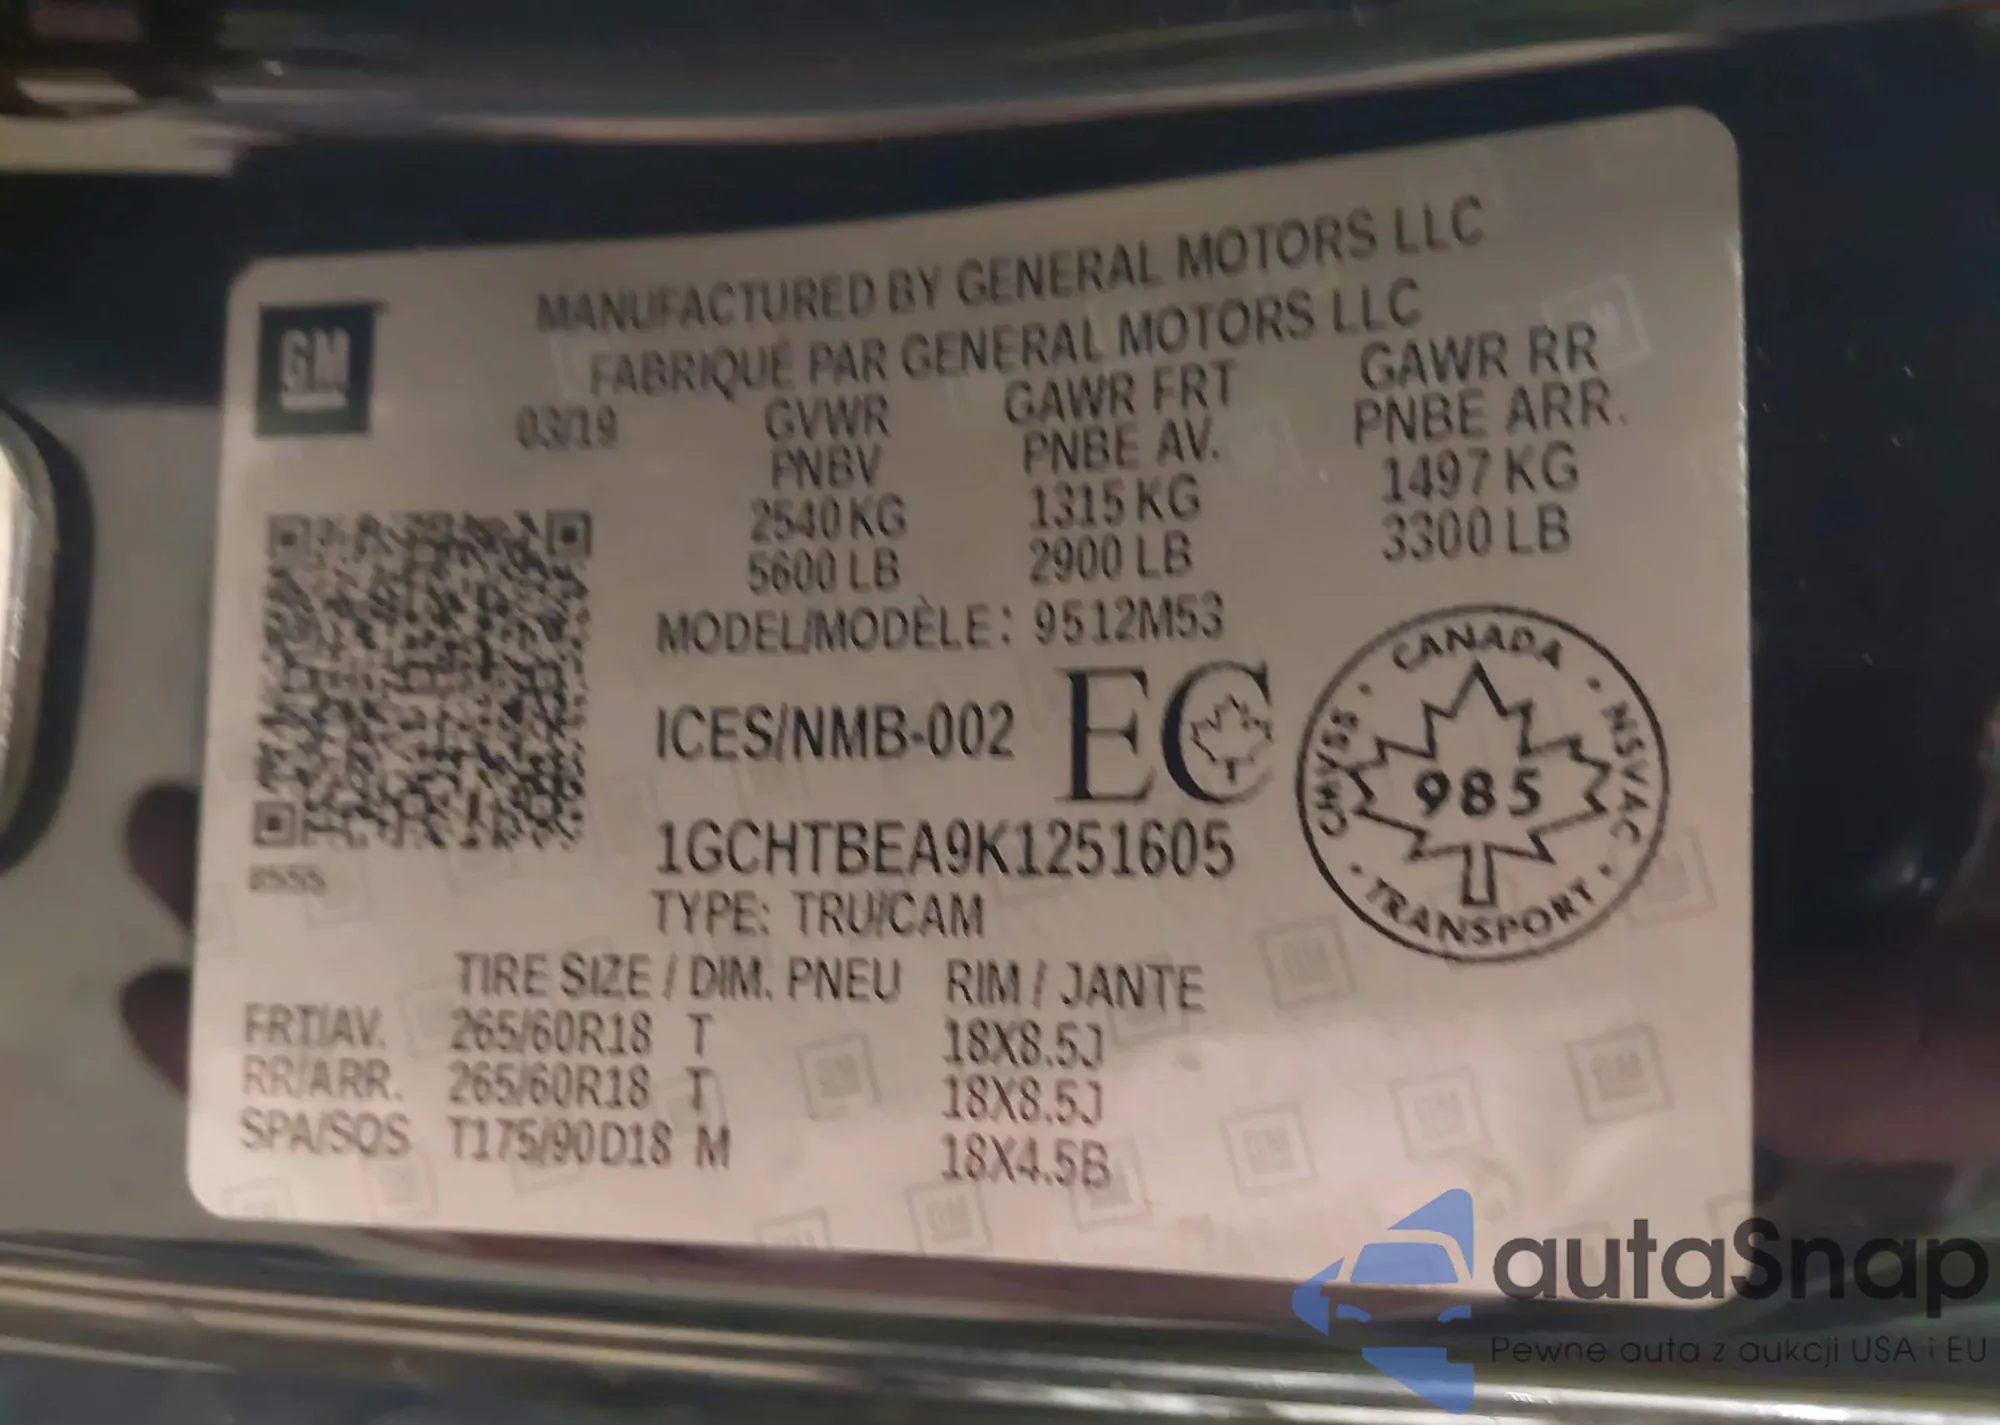 GM
MANUFACTURED BY GENERAL MOTORS LLC
FABRIQUÉ PAR GENERAL MOTORS LLC
03/19 GVWR GAWR FRT GAWR RR
PNBV PNBE AV. PNBE ARR.
2540 KG 1315 KG 1497 KG
5600 LB 2900 LB 3300 LB
MODEL/MODÈLE: 9512M53
ICES/NMB-002 EC
CANADA
CMVSS 985 NSVAC
TRANSPORT
1GCHTBEA9K1251605
TYPE: TRU/CAM
TIRE SIZE / DIM. PNEU RIM / JANTE
FRT/AV. 265/60R18 T 18X8.5J
RR/ARR. 265/60R18 T 18X8.5J
SPA/SOS T175/90D18 M 18X4.5B
autaSnap
Pewne auta z aukcji USA i EU